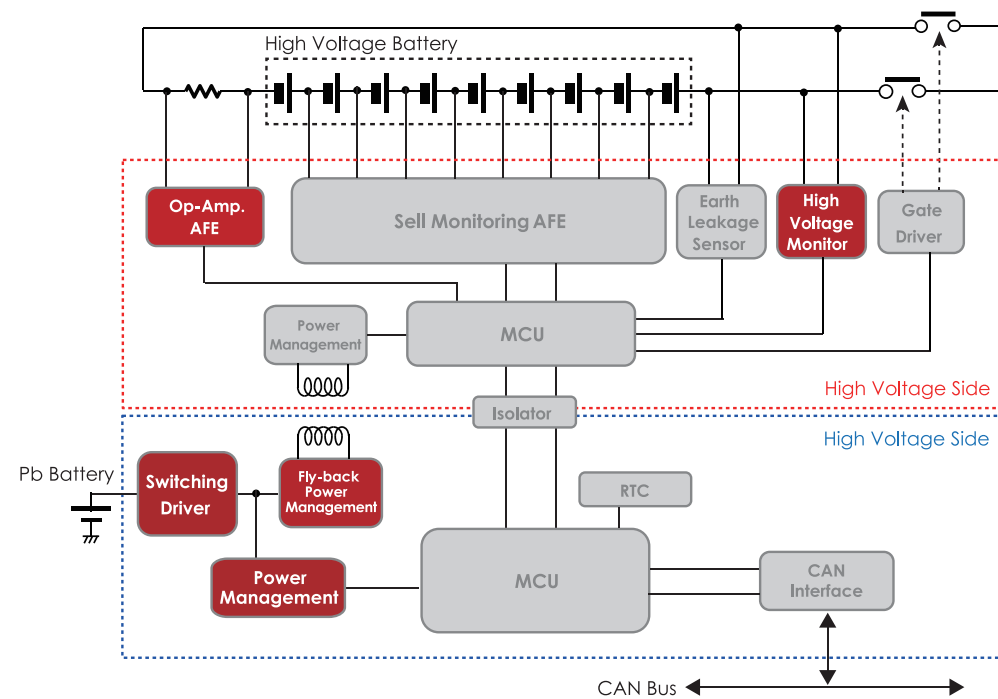 High Voltage Battery
Op-Amp.
AFE
Sell Monitoring AFE
Earth
Leakage
Sensor
High
Voltage
Monitor
Gate
Driver
Power
Management
MCU
High Voltage Side
Isolator
High Voltage Side
Pb Battery
Switching
Driver
Fly-back
Power
Management
RTC
Power
Management
MCU
CAN
Interface
CAN Bus